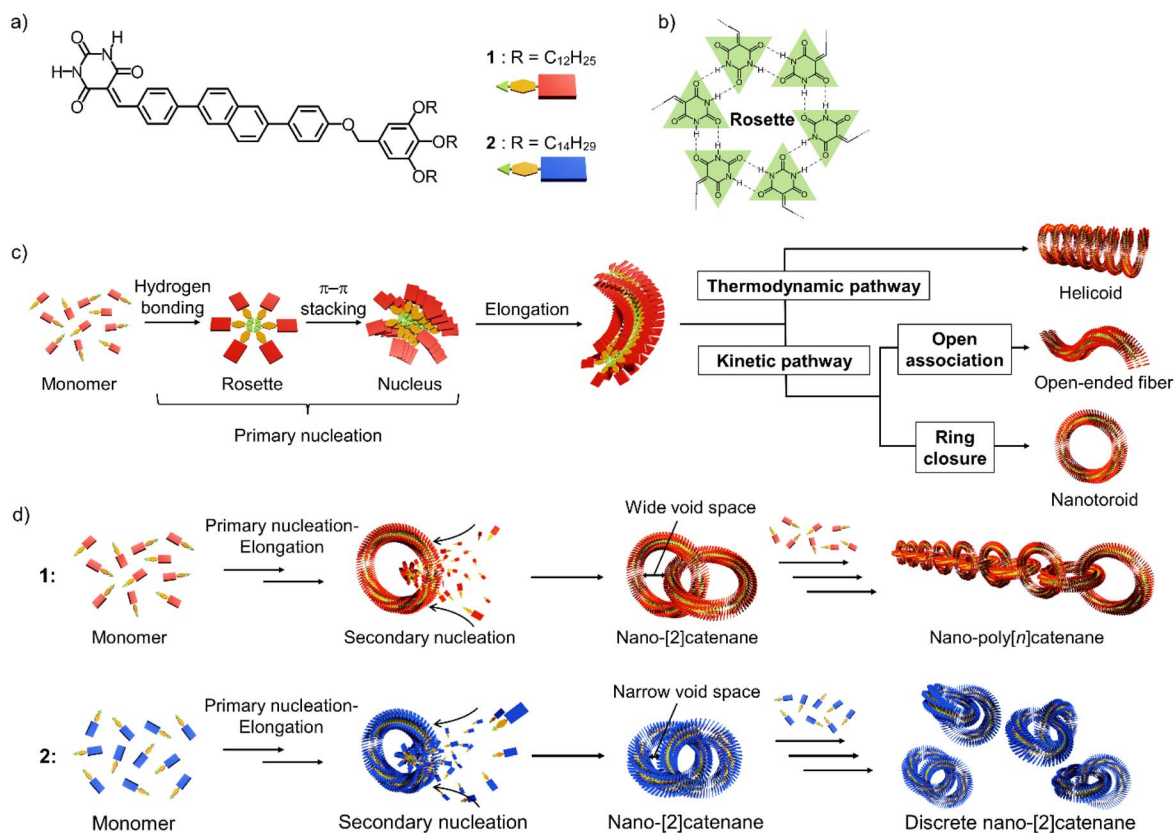 a)
H
O
N
O
N
H
O
O
OR
OR
OR
1 : R = C₁₂H₂₅
2 : R = C₁₄H₂₉
b)
Rosette
c)
Hydrogen
bonding
π–π
stacking
Elongation
Monomer
Rosette
Nucleus
Primary nucleation
Thermodynamic pathway
Kinetic pathway
Helicoid
Open
association
Open-ended fiber
Ring
closure
Nanotoroid
d)
1:
Primary nucleation-
Elongation
Wide void space
Monomer
Secondary nucleation
Nano-[2]catenane
Nano-poly[n]catenane
2:
Primary nucleation-
Elongation
Narrow void space
Monomer
Secondary nucleation
Nano-[2]catenane
Discrete nano-[2]catenane